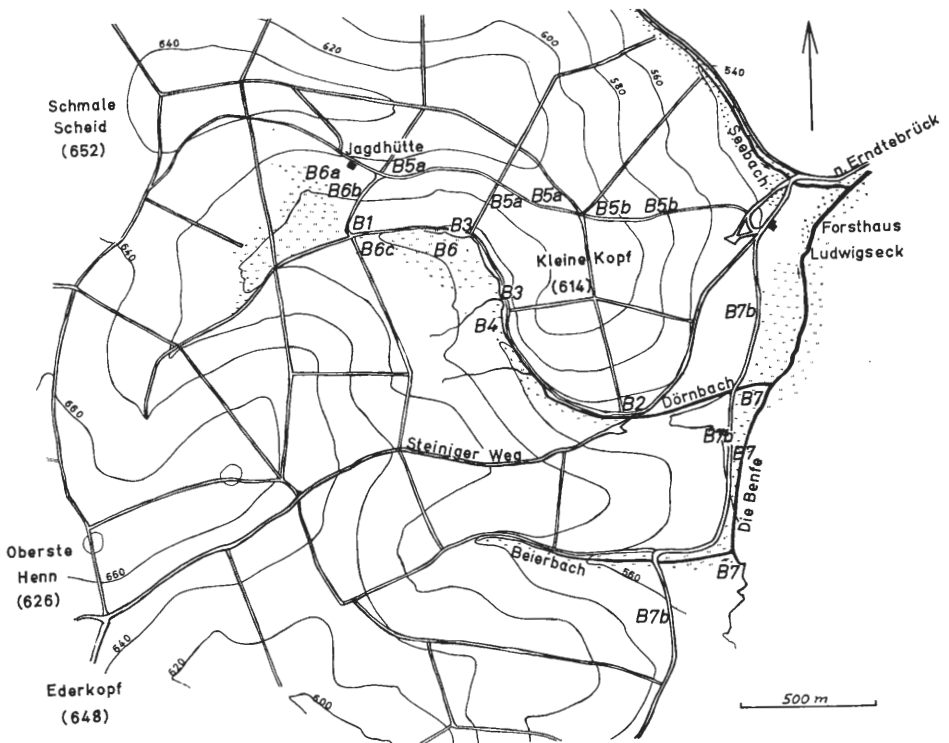 640
620
600
580
560
540
Schmale
Scheid
(652)
Jagdhütte
Seebach
n. Erndtebrück
B6a
B5a
B6b
B5a
B5a
B5b
B5b
Forsthaus
Ludwigseck
B1
B3
B6c
B6
Kleine Kopf
(614)
640
B3
B4
B7b
Dörnbach
B2
B7
660
B7b
B7
Steiniger Weg
Die Benfe
Oberste
Henn
(626)
660
Beierbach
560
B7
B7b
640
620
600
Ederkopf
(648)
500 m